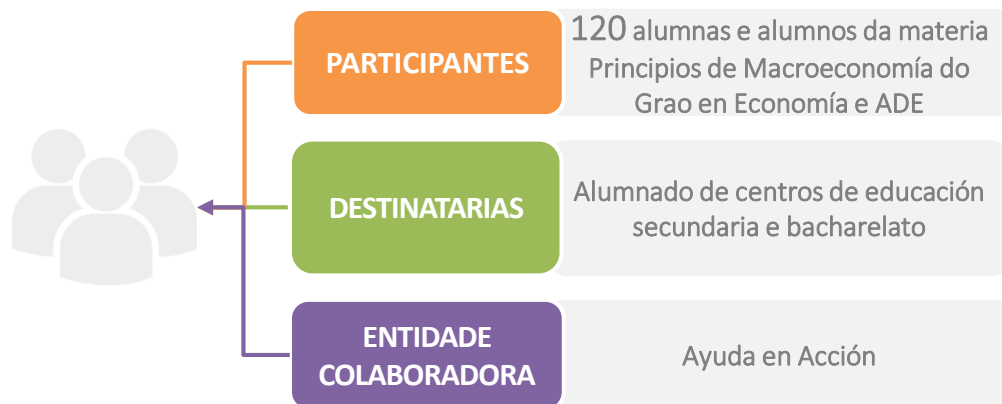 PARTICIPANTES
120 alumnas e alumnos da materia
Principios de Macroeconomía do
Grao en Economía e ADE
DESTINATARIAS
Alumnado de centros de educación
secundaria e bacharelato
ENTIDADE
COLABORADORA
Ayuda en Acción